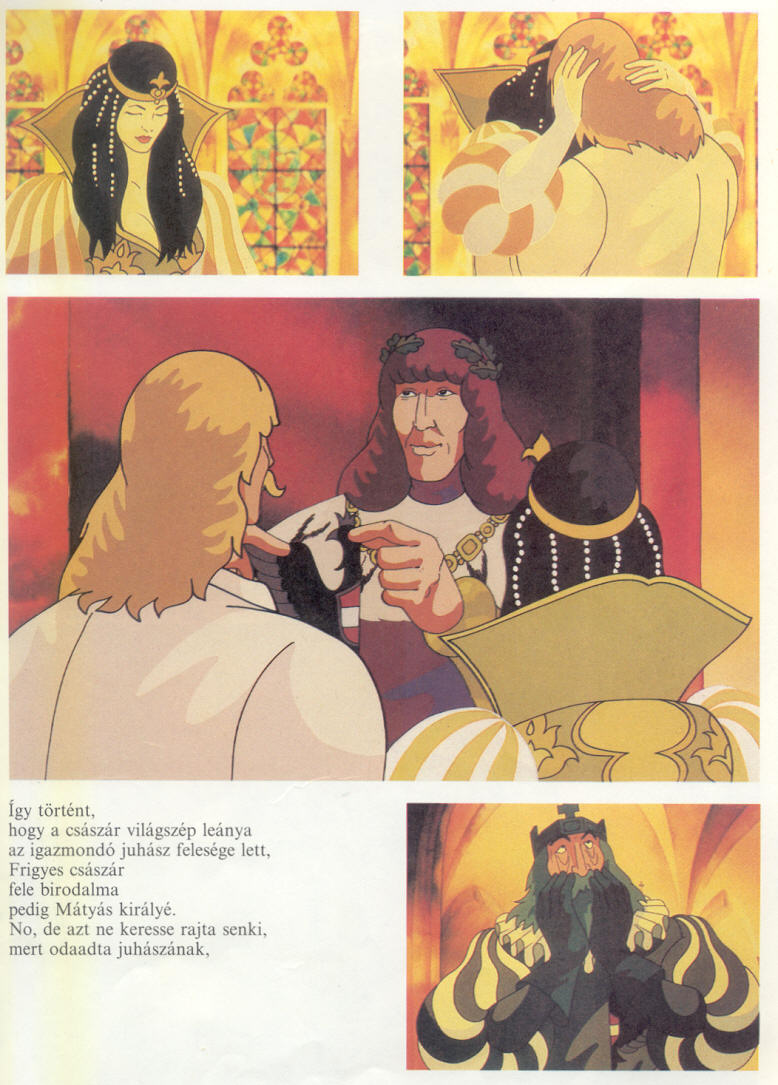 Így történt,
hogy a császár világszép leánya
az igazmondó juhász felesége lett,
Frigyes császár
fele birodalma
pedig Mátyás királyé.
No, de azt ne keresse rajta senki,
mert odaadta juhászának,